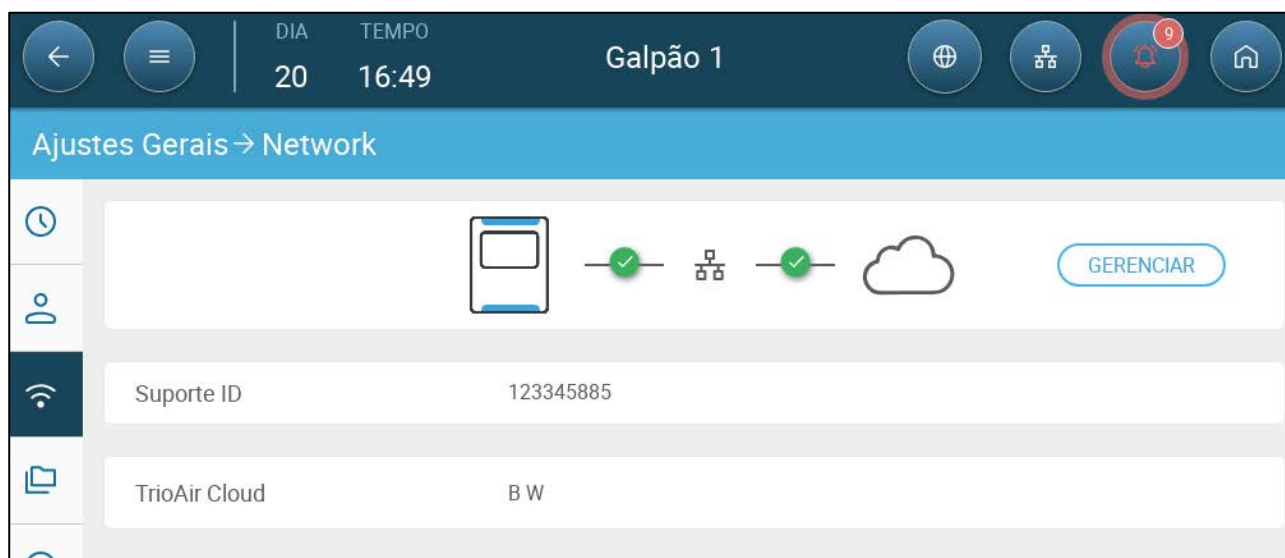 DIA TEMPO
20 16:49
Galpão 1
9
Ajustes Gerais → Network
GERENCIAR
Suporte ID 123345885
TrioAir Cloud B W